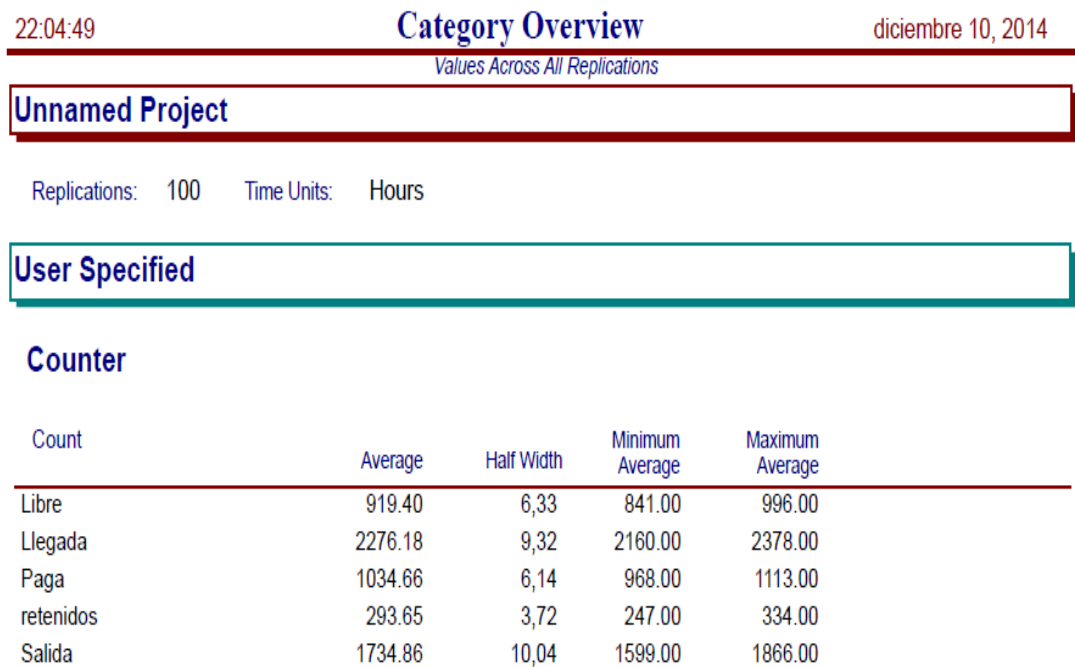 22:04:49 Category Overview diciembre 10, 2014
Values Across All Replications
Unnamed Project
Replications: 100 Time Units: Hours
User Specified
Counter
Count Average Half Width Minimum Average Maximum Average
Libre 919.40 6,33 841.00 996.00
Llegada 2276.18 9,32 2160.00 2378.00
Paga 1034.66 6,14 968.00 1113.00
retenidos 293.65 3,72 247.00 334.00
Salida 1734.86 10,04 1599.00 1866.00